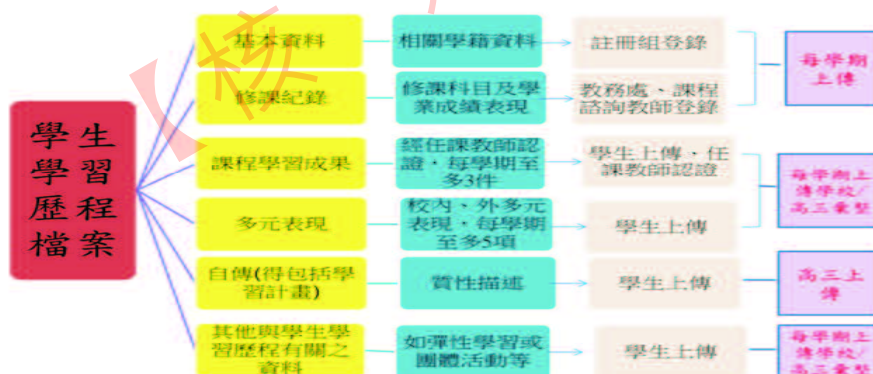 學生
學習
歷程
檔案
基本資料
相關學籍資料
註冊組登錄
每學期
上傳
修課紀錄
修課科目及學
業成績表現
教務處、課程
諮詢教師登錄
課程學習成果
經任課教師認
證，每學期至
多3件
學生上傳、任
課教師認證
每學期上
傳學校/
高三彙整
多元表現
校內、外多元
表現，每學期
至多5項
學生上傳
自傳(得包括學
習計畫)
質性描述
學生上傳
高三上
傳
其他與學生學
習歷程有關之
資料
如彈性學習或
團體活動等
學生上傳
每學期上
傳學校/
高三彙整
【核